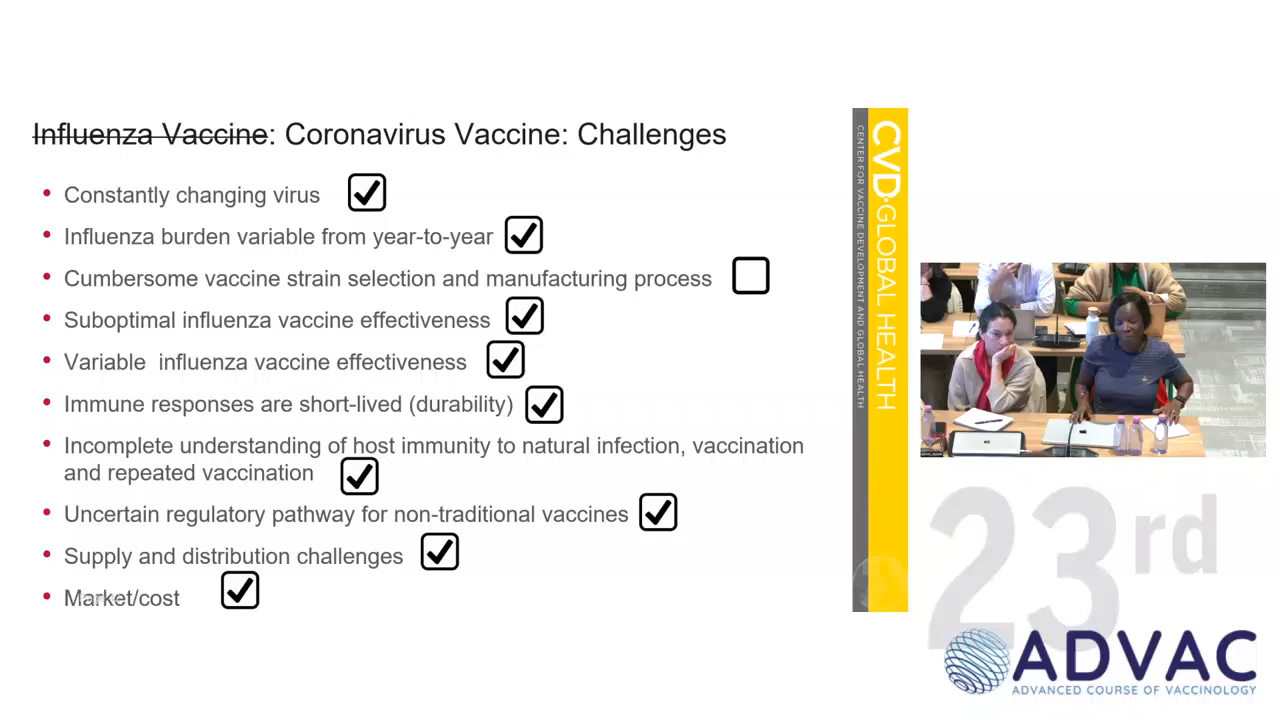 Influenza Vaccine: Coronavirus Vaccine: Challenges
• Constantly changing virus
• Influenza burden variable from year-to-year
• Cumbersome vaccine strain selection and manufacturing process
• Suboptimal influenza vaccine effectiveness
• Variable influenza vaccine effectiveness
• Immune responses are short-lived (durability)
• Incomplete understanding of host immunity to natural infection, vaccination
and repeated vaccination
• Uncertain regulatory pathway for non-traditional vaccines
• Supply and distribution challenges
• Market/cost
CVD·GLOBAL HEALTH
CENTER FOR VACCINE DEVELOPMENT AND GLOBAL HEALTH
23rd
ADVAC
ADVANCED COURSE OF VACCINOLOGY